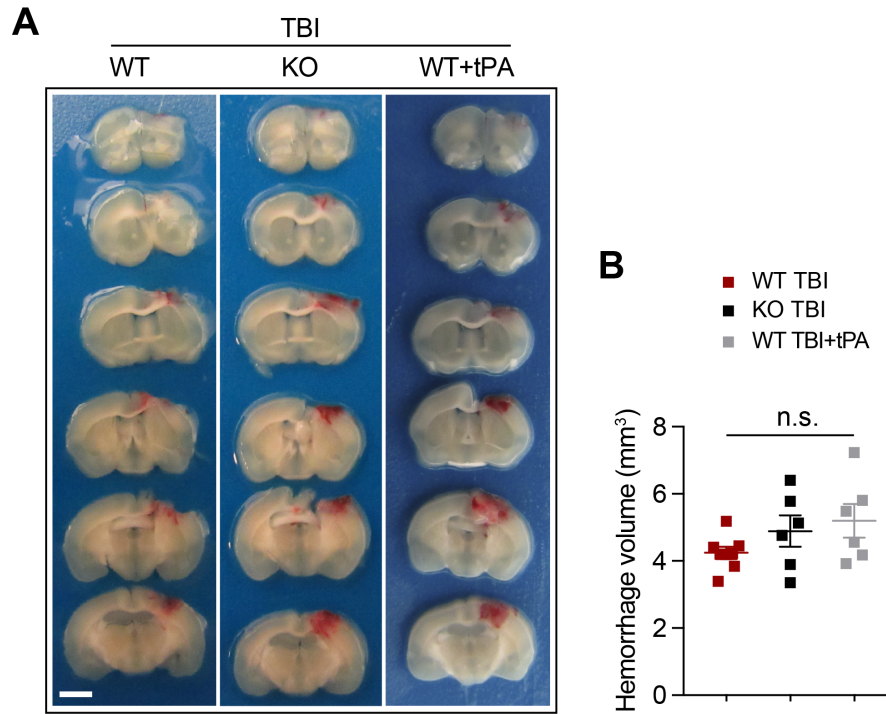 A
TBI
WT KO WT+tPA
B
WT TBI
KO TBI
WT TBI+tPA
n.s.
Hemorrhage volume (mm³)
8
6
4
2
0